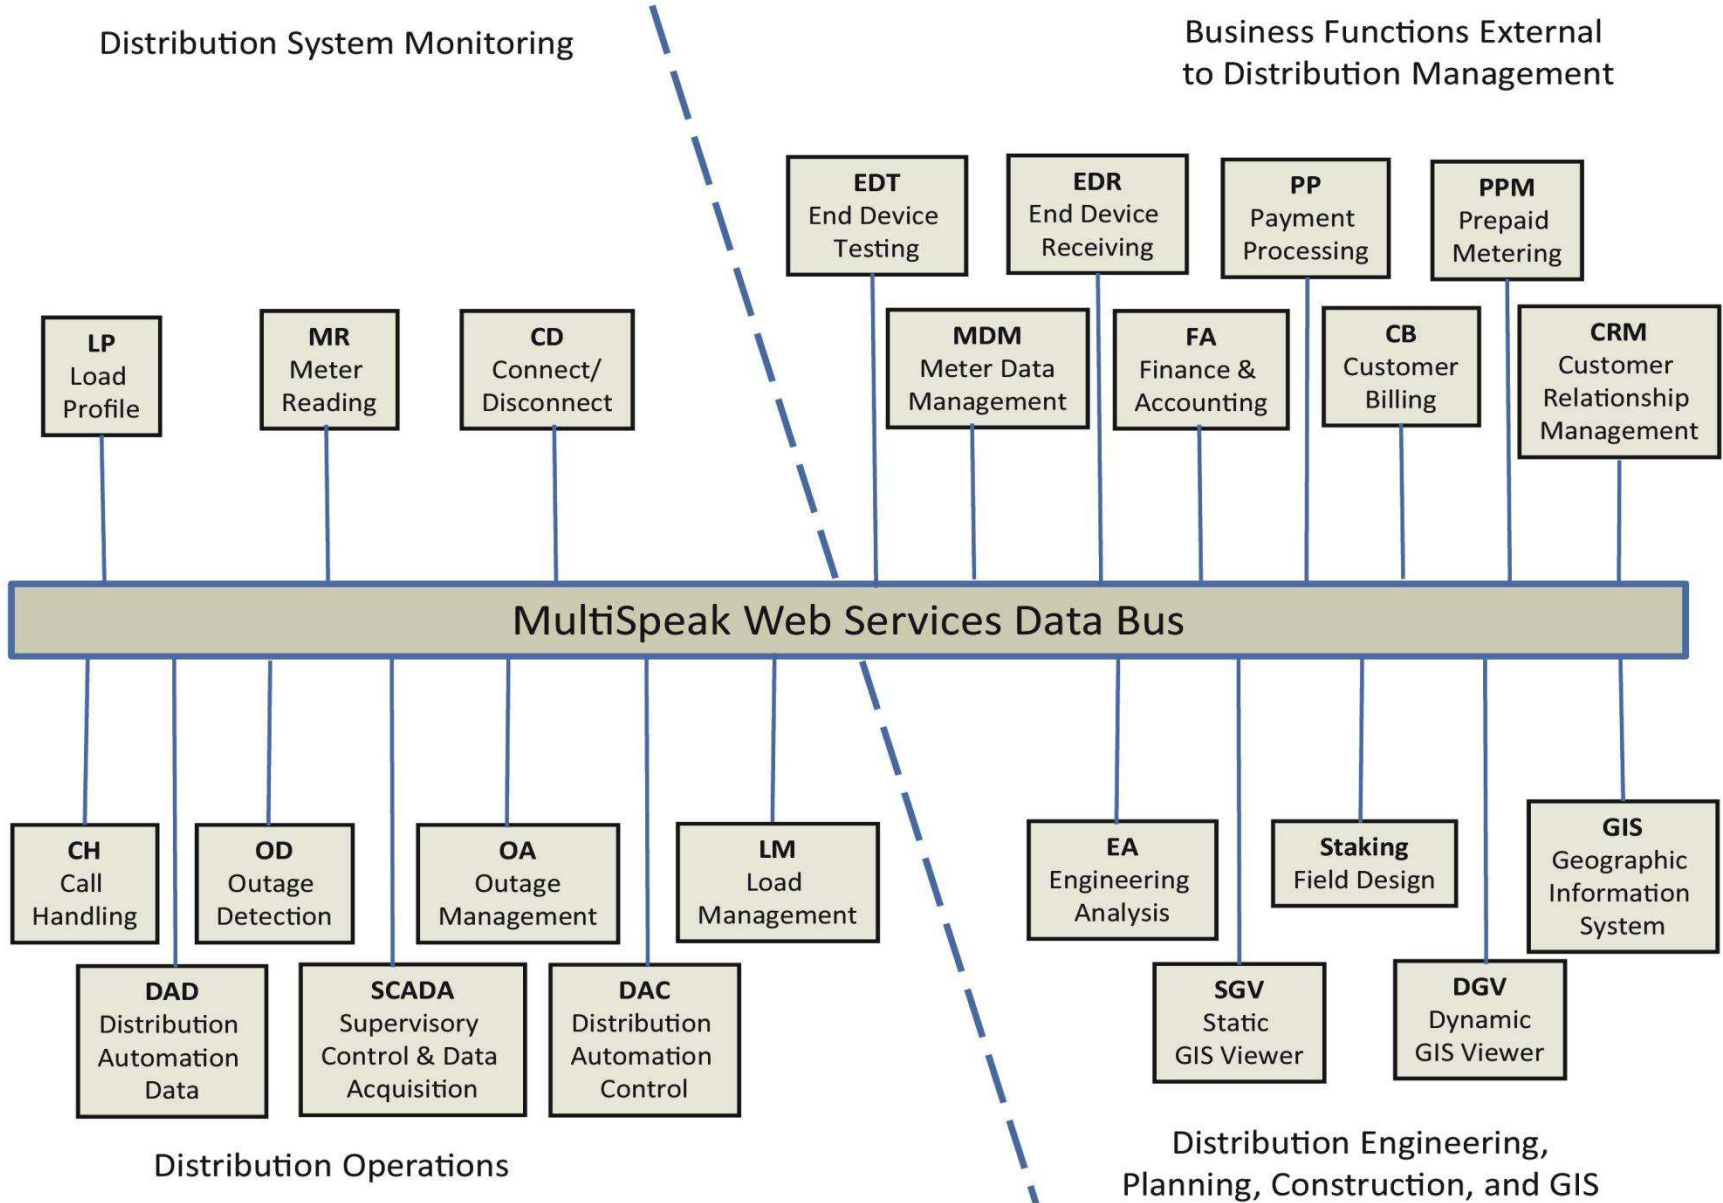 Distribution System Monitoring
Business Functions External
to Distribution Management
EDT
End Device
Testing
EDR
End Device
Receiving
PP
Payment
Processing
PPM
Prepaid
Metering
LP
Load
Profile
MR
Meter
Reading
CD
Connect/
Disconnect
MDM
Meter Data
Management
FA
Finance &
Accounting
CB
Customer
Billing
CRM
Customer
Relationship
Management
MultiSpeak Web Services Data Bus
CH
Call
Handling
OD
Outage
Detection
OA
Outage
Management
LM
Load
Management
EA
Engineering
Analysis
Staking
Field Design
GIS
Geographic
Information
System
DAD
Distribution
Automation
Data
SCADA
Supervisory
Control & Data
Acquisition
DAC
Distribution
Automation
Control
SGV
Static
GIS Viewer
DGV
Dynamic
GIS Viewer
Distribution Operations
Distribution Engineering,
Planning, Construction, and GIS